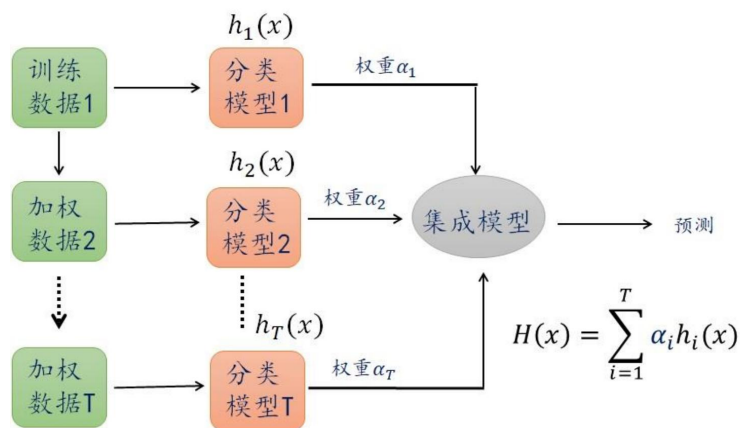 h₁(x)
训练
数据1
分类
模型1
权重α₁
h₂(x)
加权
数据2
分类
模型2
权重α₂
集成模型
预测
h_T(x)
加权
数据T
分类
模型T
权重α_T
H(x) = ∑_{i=1}^{T} α_i h_i(x)